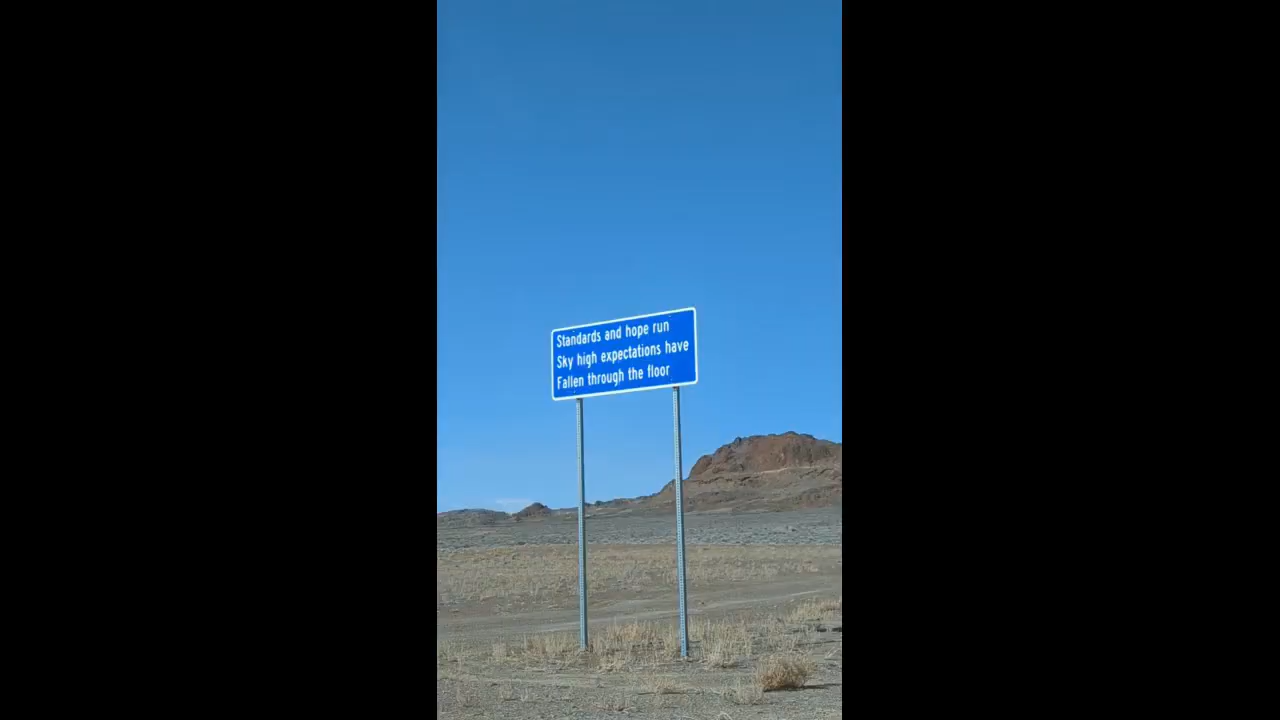 Standards and hope run
Sky high expectations have
Fallen through the floor